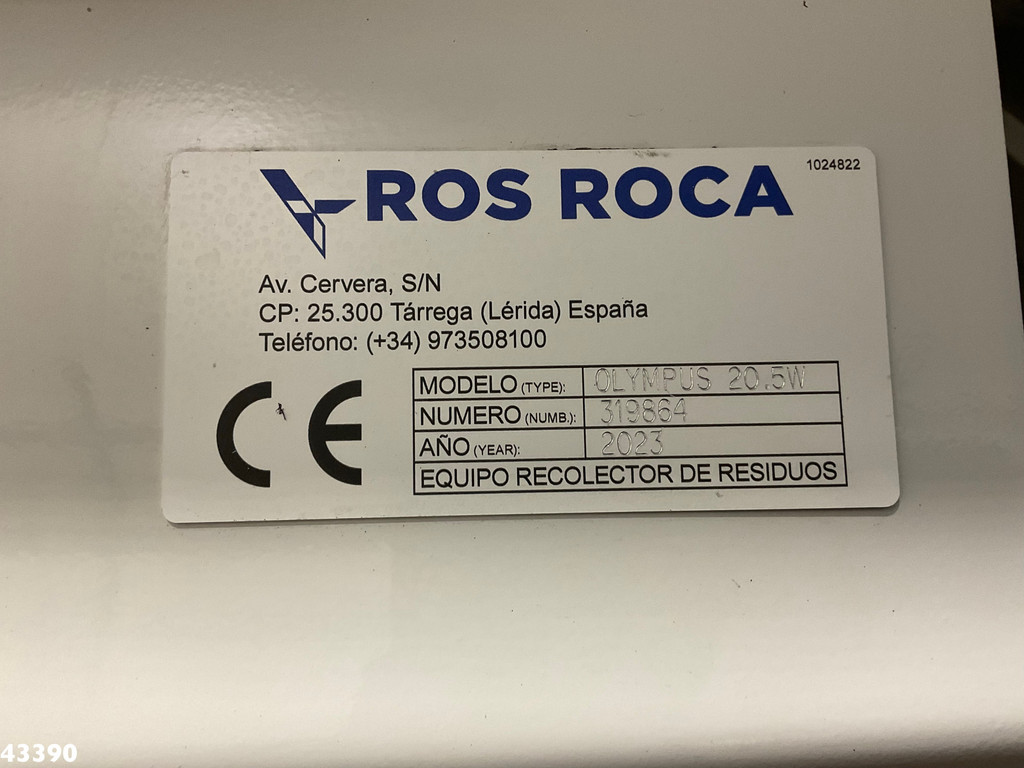 ROS ROCA
1024822
Av. Cervera, S/N
CP: 25.300 Tárrega (Lérida) España
Teléfono: (+34) 973508100
CE
MODELO (TYPE): OLYMPUS 20.5W
NUMERO (NUMB.): 319864
AÑO (YEAR): 2023
EQUIPO RECOLECTOR DE RESIDUOS
43390